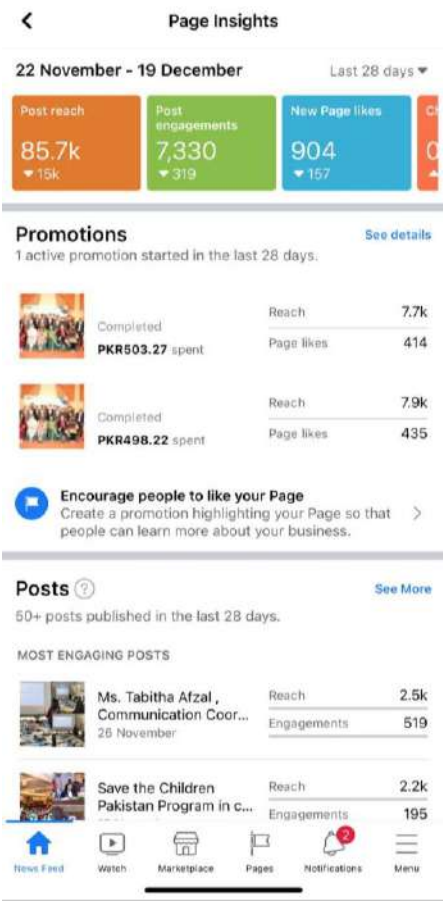 Page Insights
22 November - 19 December
Last 28 days
Post reach
85.7k
15k
Post
engagements
7,330
319
New Page likes
904
157
Promotions
See details
1 active promotion started in the last 28 days.
Completed
PKR503.27 spent
Reach 7.7k
Page likes 414
Completed
PKR498.22 spent
Reach 7.9k
Page likes 435
Encourage people to like your Page
Create a promotion highlighting your Page so that
people can learn more about your business.
Posts ?
See More
50+ posts published in the last 28 days.
MOST ENGAGING POSTS
Ms. Tabitha Afzal ,
Communication Coor...
26 November
Reach 2.5k
Engagements 519
Save the Children
Pakistan Program in c...
Reach 2.2k
Engagements 195
2
News Feed
Watch
Marketplace
Pages
Notifications
Menu